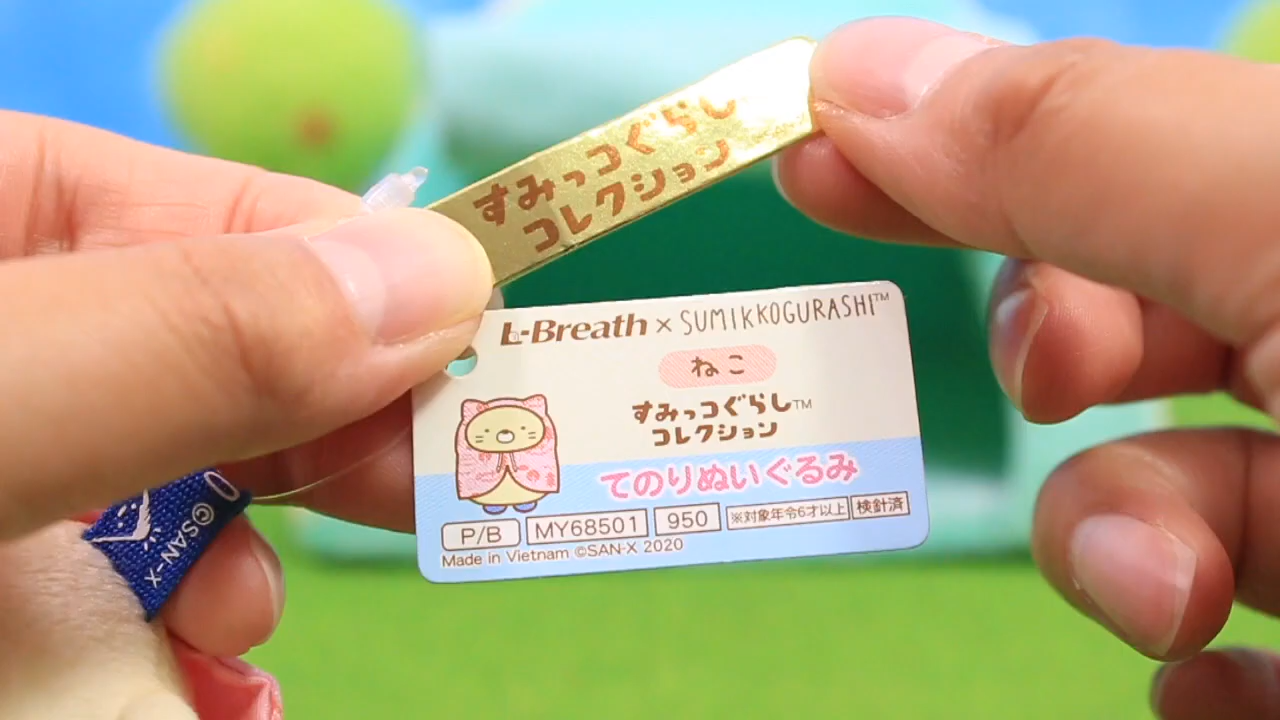 すみっコぐらし
コレクション
L-Breath × SUMIKKOGURASHI™
ねこ
すみっコぐらし™
コレクション
てのりぬいぐるみ
P/B MY68501 950 ※対象年令6才以上 検針済
Made in Vietnam ©SAN-X 2020
©SAN-X